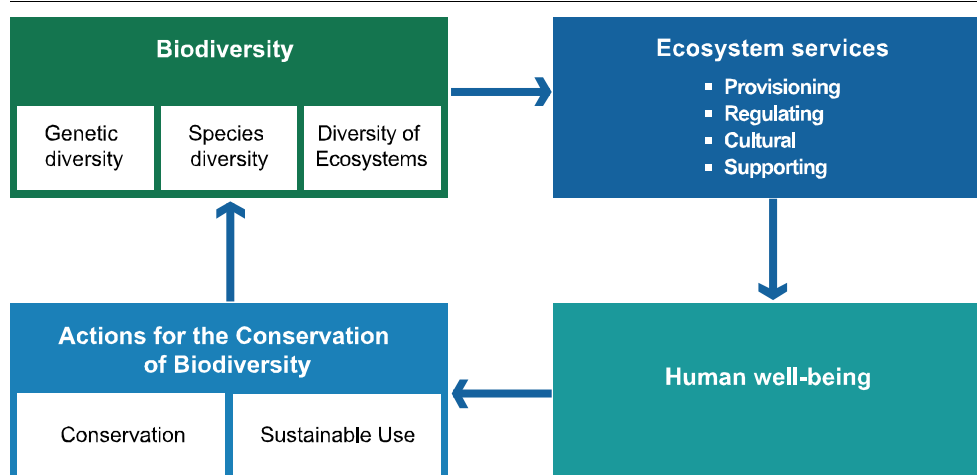 Biodiversity
Genetic
diversity
Species
diversity
Diversity of
Ecosystems
Ecosystem services
▪ Provisioning
▪ Regulating
▪ Cultural
▪ Supporting
Actions for the Conservation
of Biodiversity
Conservation
Sustainable Use
Human well-being